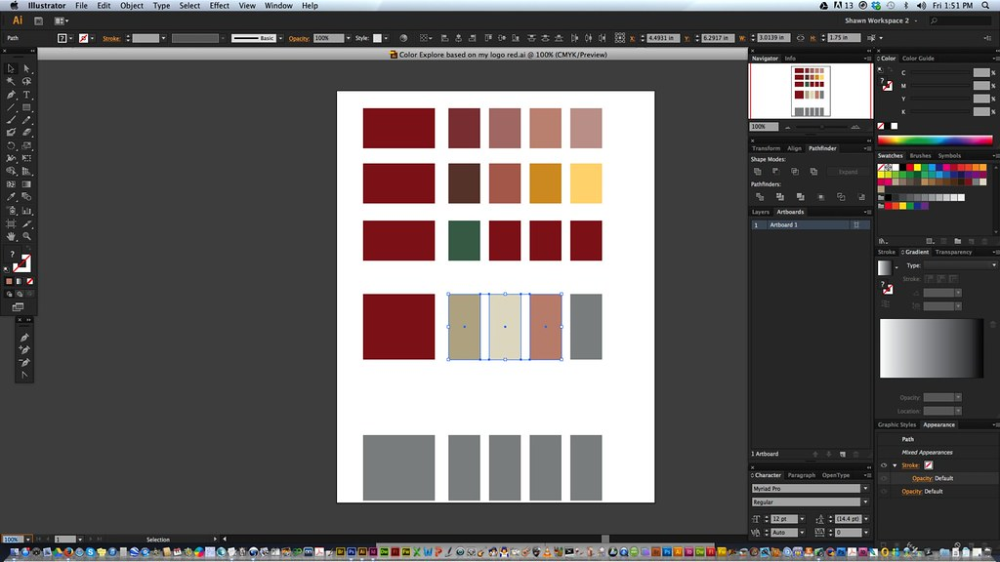 Illustrator File Edit Object Type Select Effect View Window Help
13 Fri 1:51 PM
Ai Shawn Workspace 2
Path Stroke: Basic Opacity: 100% Style: X: 4.4931 in Y: 6.2917 in W: 3.0139 in H: 1.75 in
Color Explore based on my logo red.ai @ 100% (CMYK/Preview)
Navigator Info
100%
Transform Align Pathfinder
Shape Modes:
Expand
Pathfinders:
Layers Artboards
1 Artboard 1
1 Artboard
Character Paragraph OpenType
Myriad Pro
Regular
12 pt (14.4 pt)
Auto 0
Color Color Guide
C %
M %
Y %
K %
Swatches Brushes Symbols
Stroke Gradient Transparency
Type:
Stroke:
Opacity:
Location:
Graphic Styles Appearance
Path
Mixed Appearances
Stroke:
Opacity: Default
Opacity: Default
100% 1 Selection